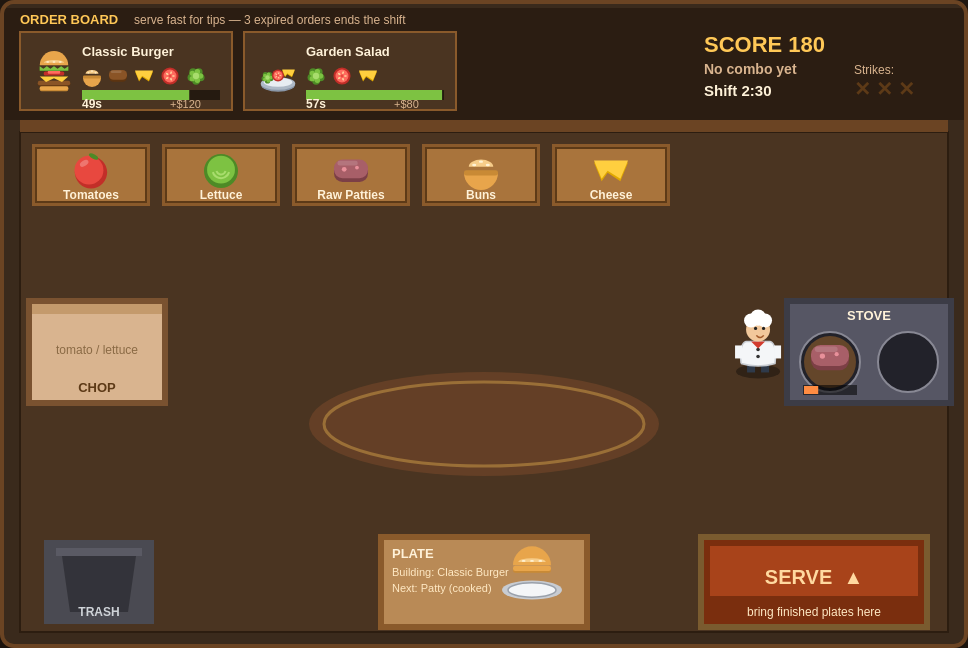 ORDER BOARD serve fast for tips — 3 expired orders ends the shift
Classic Burger
49s +$120
Garden Salad
57s +$80
SCORE 180
No combo yet
Shift 2:30
Strikes:
✕ ✕ ✕
Tomatoes
Lettuce
Raw Patties
Buns
Cheese
tomato / lettuce
CHOP
STOVE
TRASH
PLATE
Building: Classic Burger
Next: Patty (cooked)
SERVE ▲
bring finished plates here